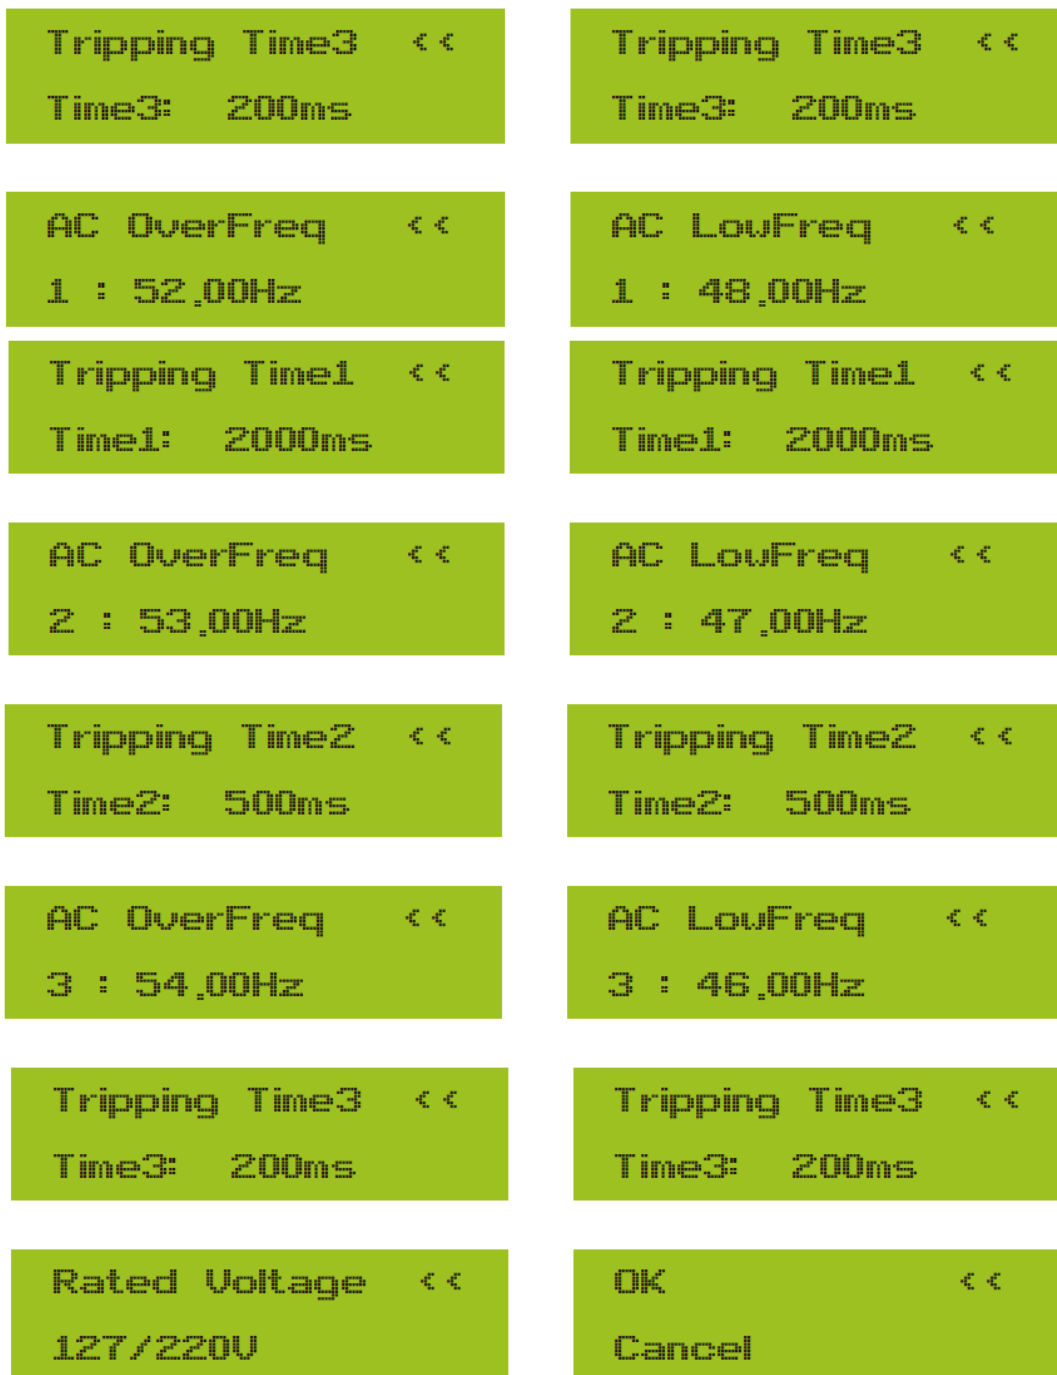 Tripping Time3 <<
Time3: 200ms
Tripping Time3 <<
Time3: 200ms
AC OverFreq <<
1 : 52.00Hz
AC LowFreq <<
1 : 48.00Hz
Tripping Time1 <<
Time1: 2000ms
Tripping Time1 <<
Time1: 2000ms
AC OverFreq <<
2 : 53.00Hz
AC LowFreq <<
2 : 47.00Hz
Tripping Time2 <<
Time2: 500ms
Tripping Time2 <<
Time2: 500ms
AC OverFreq <<
3 : 54.00Hz
AC LowFreq <<
3 : 46.00Hz
Tripping Time3 <<
Time3: 200ms
Tripping Time3 <<
Time3: 200ms
Rated Voltage <<
127/220V
OK <<
Cancel